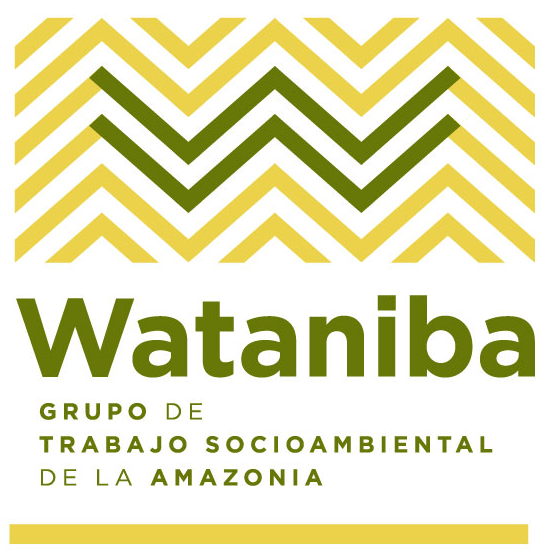 Wataniba
GRUPO DE
TRABAJO SOCIOAMBIENTAL
DE LA AMAZONIA